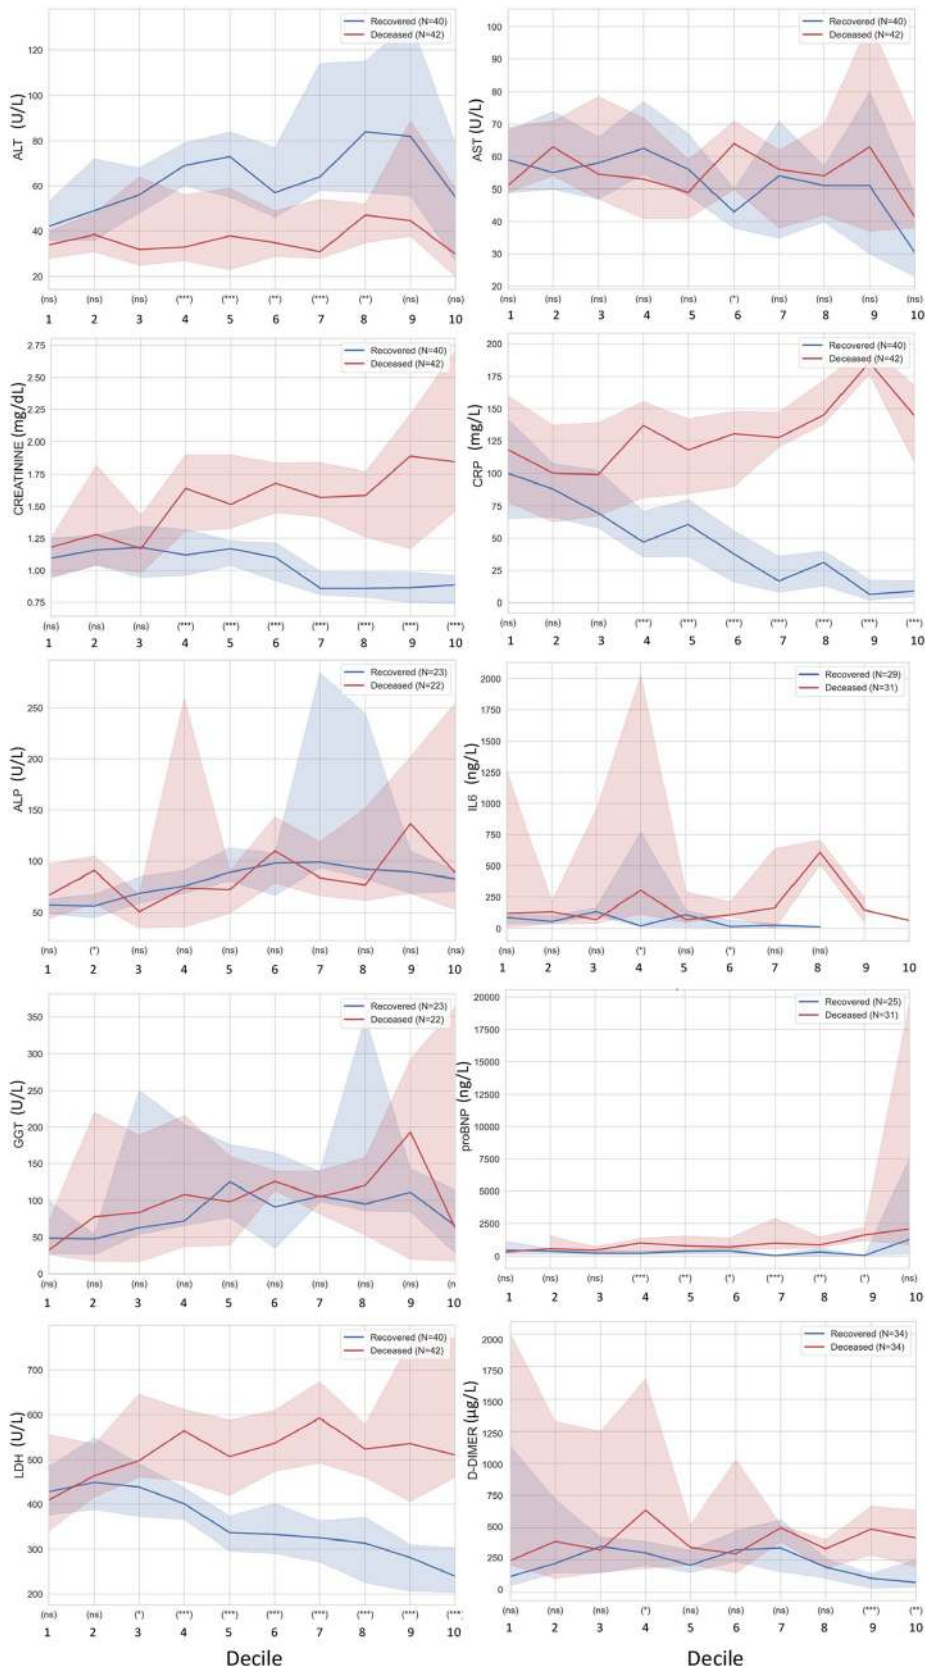 Recovered (N=40)
Deceased (N=42)
ALT (U/L)
120
100
80
60
40
20
(ns) (ns) (ns) (***) (***) (**) (***) (**) (ns) (ns)
1 2 3 4 5 6 7 8 9 10
Recovered (N=40)
Deceased (N=42)
AST (U/L)
100
90
80
70
60
50
40
30
20
(ns) (ns) (ns) (ns) (ns) (*) (ns) (ns) (ns) (ns)
1 2 3 4 5 6 7 8 9 10
Recovered (N=40)
Deceased (N=42)
CREATININE (mg/dL)
2.75
2.50
2.25
2.00
1.75
1.50
1.25
1.00
0.75
(ns) (ns) (ns) (***) (***) (***) (***) (***) (***) (***)
1 2 3 4 5 6 7 8 9 10
Recovered (N=40)
Deceased (N=42)
CRP (mg/L)
200
175
150
125
100
75
50
25
0
(ns) (ns) (ns) (***) (***) (***) (***) (***) (***) (***)
1 2 3 4 5 6 7 8 9 10
Recovered (N=23)
Deceased (N=22)
ALP (U/L)
250
200
150
100
50
(ns) (*) (ns) (ns) (ns) (ns) (ns) (ns) (ns) (ns)
1 2 3 4 5 6 7 8 9 10
Recovered (N=29)
Deceased (N=31)
IL6 (ng/L)
2000
1750
1500
1250
1000
750
500
250
0
(ns) (ns) (ns) (*) (ns) (*) (ns) (ns)
1 2 3 4 5 6 7 8 9 10
Recovered (N=23)
Deceased (N=22)
GGT (U/L)
350
300
250
200
150
100
50
0
(ns) (ns) (ns) (ns) (ns) (ns) (ns) (ns) (ns) (n
1 2 3 4 5 6 7 8 9 10
Recovered (N=25)
Deceased (N=31)
proBNP (ng/L)
20000
17500
15000
12500
10000
7500
5000
2500
0
(ns) (ns) (ns) (***) (**) (*) (***) (**) (*) (ns)
1 2 3 4 5 6 7 8 9 10
Recovered (N=40)
Deceased (N=42)
LDH (U/L)
700
600
500
400
300
200
(ns) (ns) (*) (***) (***) (***) (***) (***) (***) (***)
1 2 3 4 5 6 7 8 9 10
Decile
Recovered (N=34)
Deceased (N=34)
D-DIMER (µg/L)
2000
1750
1500
1250
1000
750
500
250
0
(ns) (ns) (ns) (*) (ns) (ns) (ns) (ns) (***) (**)
1 2 3 4 5 6 7 8 9 10
Decile